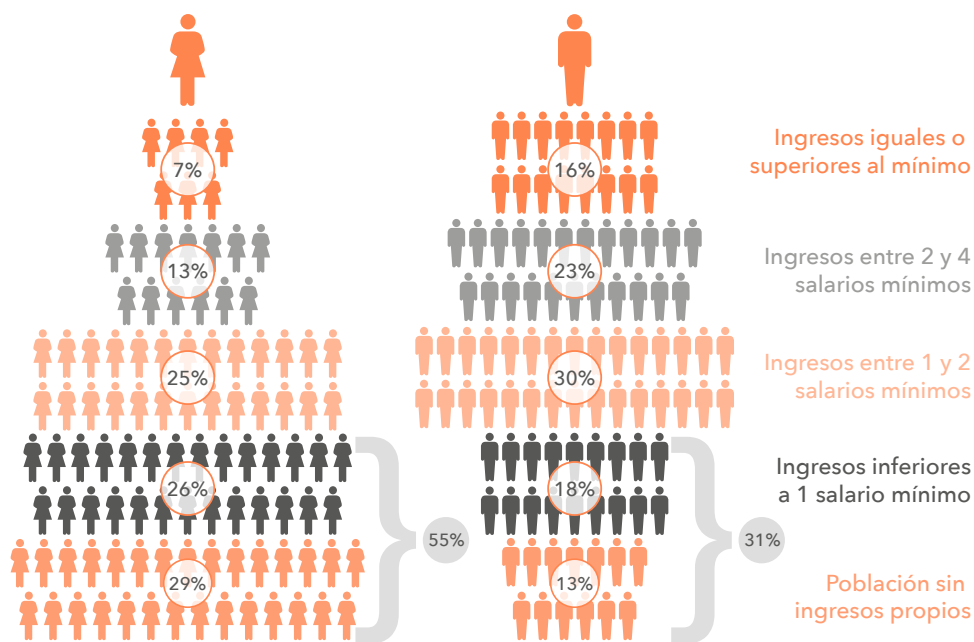 Ingresos iguales o
superiores al mínimo
7%
16%
Ingresos entre 2 y 4
salarios mínimos
13%
23%
Ingresos entre 1 y 2
salarios mínimos
25%
30%
Ingresos inferiores
a 1 salario mínimo
26%
18%
55%
31%
Población sin
ingresos propios
29%
13%